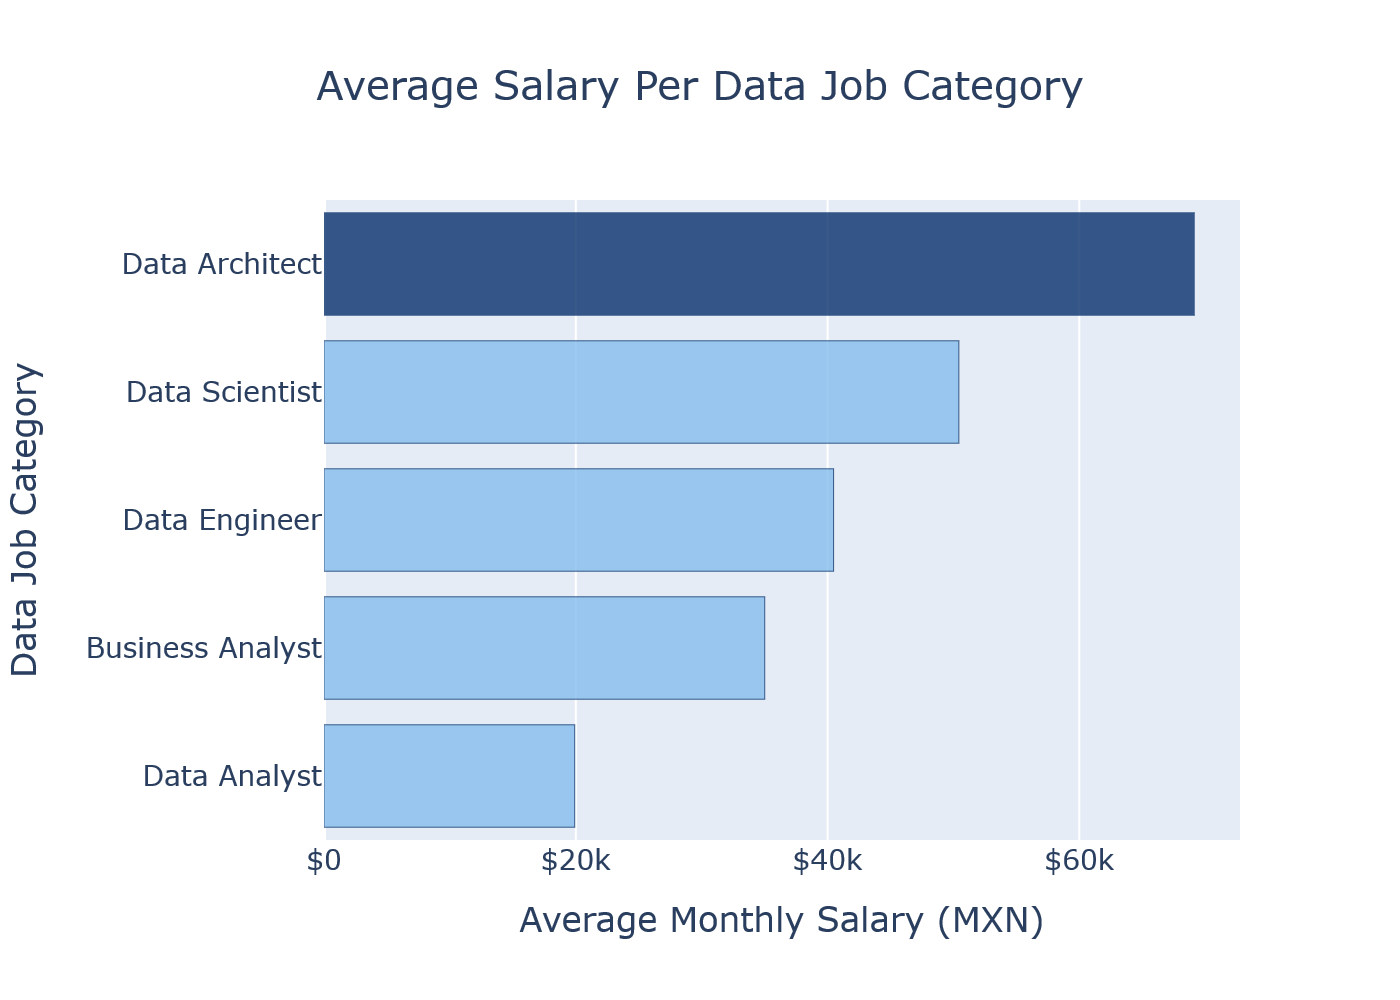 Average Salary Per Data Job Category
Data Job Category
Data Architect
Data Scientist
Data Engineer
Business Analyst
Data Analyst
$0 $20k $40k $60k
Average Monthly Salary (MXN)